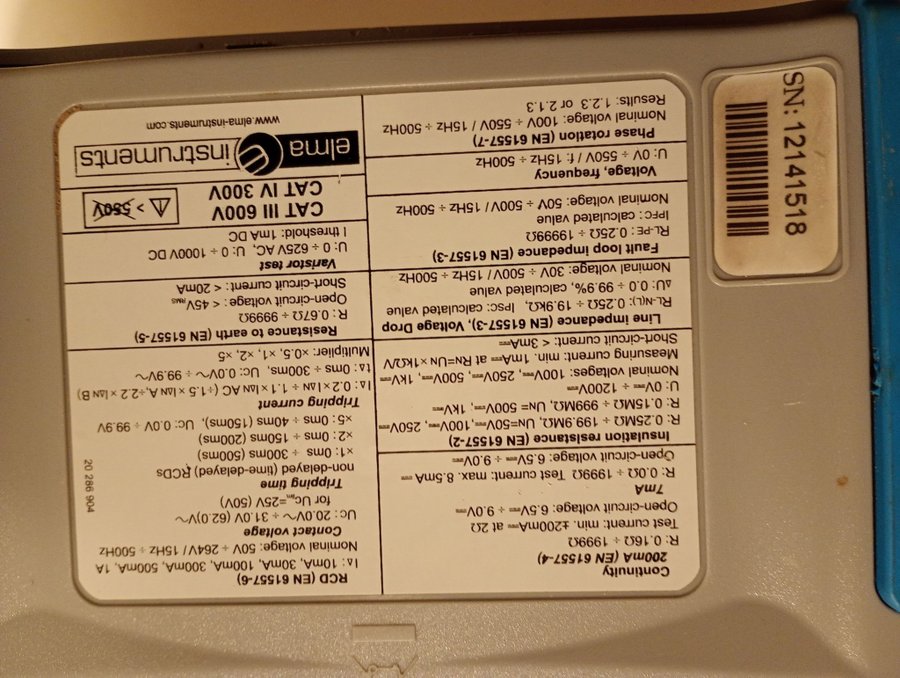 Continuity
200mA (EN 61557-4)
R: 0.16Ω ÷ 1999Ω
Test current: min. ±200mA⎓ at 2Ω
Open-circuit voltage: 6.5V⎓ ÷ 9.0V⎓
7mA
R: 0.0Ω ÷ 1999Ω Test current: max. 8.5mA⎓
Open-circuit voltage: 6.5V⎓ ÷ 9.0V⎓
Insulation resistance (EN 61557-2)
R: 0.25MΩ ÷ 199.9MΩ, UN=50V⎓,100V⎓, 250V⎓
R: 0.15MΩ ÷ 999MΩ, UN= 500V⎓, 1kV⎓
U: 0V⎓ ÷ 1200V⎓
Nominal voltages: 100V⎓, 250V⎓, 500V⎓, 1kV⎓
Measuring current: min. 1mA⎓ at RN=UN×1kΩ/V
Short-circuit current: < 3mA⎓
Line impedance (EN 61557-3), Voltage Drop
RL-N(L): 0.25Ω ÷ 19.9kΩ, IPSC: calculated value
ΔU: 0.0 ÷ 99.9%, calculated value
Nominal voltage: 30V ÷ 500V / 15Hz ÷ 500Hz
Fault loop impedance (EN 61557-3)
RL-PE: 0.25Ω ÷ 1999Ω
IPFC : calculated value
Nominal voltage: 50V ÷ 500V / 15Hz ÷ 500Hz
Voltage, frequency
U: 0V ÷ 550V / f: 15Hz ÷ 500Hz
Phase rotation (EN 61557-7)
Nominal voltage: 100V ÷ 550V / 15Hz ÷ 500Hz
Results: 1.2.3 or 2.1.3
RCD (EN 61557-6)
IΔ: 10mA, 30mA, 100mA, 300mA, 500mA, 1A,
Nominal voltage: 50V ÷ 264V / 15Hz ÷ 500Hz
Contact voltage
Uc: 20.0V~ ÷ 31.0V (62.0)V~
for Uclim=25V (50V)
Tripping time
non-delayed (time-delayed) RCDs
×1: 0ms ÷ 300ms (500ms)
×2: 0ms ÷ 150ms (200ms)
×5: 0ms ÷ 40ms (150ms), Uc: 0.0V ÷ 99.9V
Tripping current
IΔ: 0.2×IΔN ÷ 1.1×IΔN AC (÷1.5×IΔN A,÷2.2×IΔN B)
tΔ: 0ms ÷ 300ms, Uc: 0.0V~ ÷ 99.9V~
Multiplier: ×0.5, ×1, ×2, ×5
Resistance to earth (EN 61557-5)
R: 0.67Ω ÷ 9999Ω
Open-circuit voltage: < 45VRMS
Short-circuit current: < 20mA
Varistor test
U: 0 ÷ 625V AC, U: 0 ÷ 1000V DC
I threshold: 1mA DC
CAT III 600V
CAT IV 300V
> 550V
elma instruments
www.elma-instruments.com
20 286 904
SN: 12141518